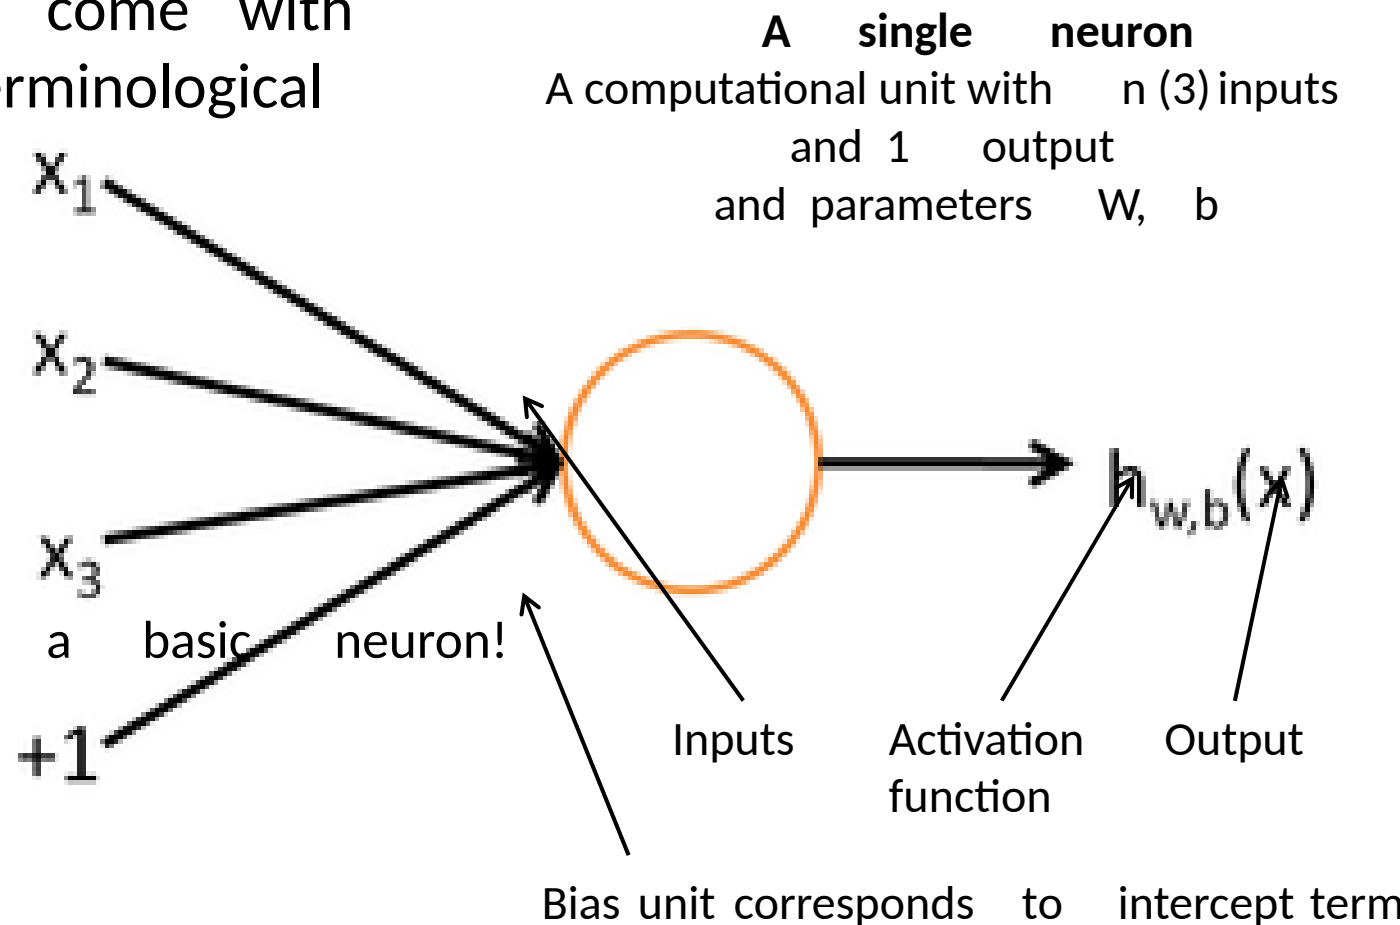 come with
erminological
A single neuron
A computational unit with n (3) inputs
and 1 output
and parameters W, b
x1
x2
x3
a basic neuron!
+1
hw,b(x)
Inputs
Activation
function
Output
Bias unit corresponds to intercept term